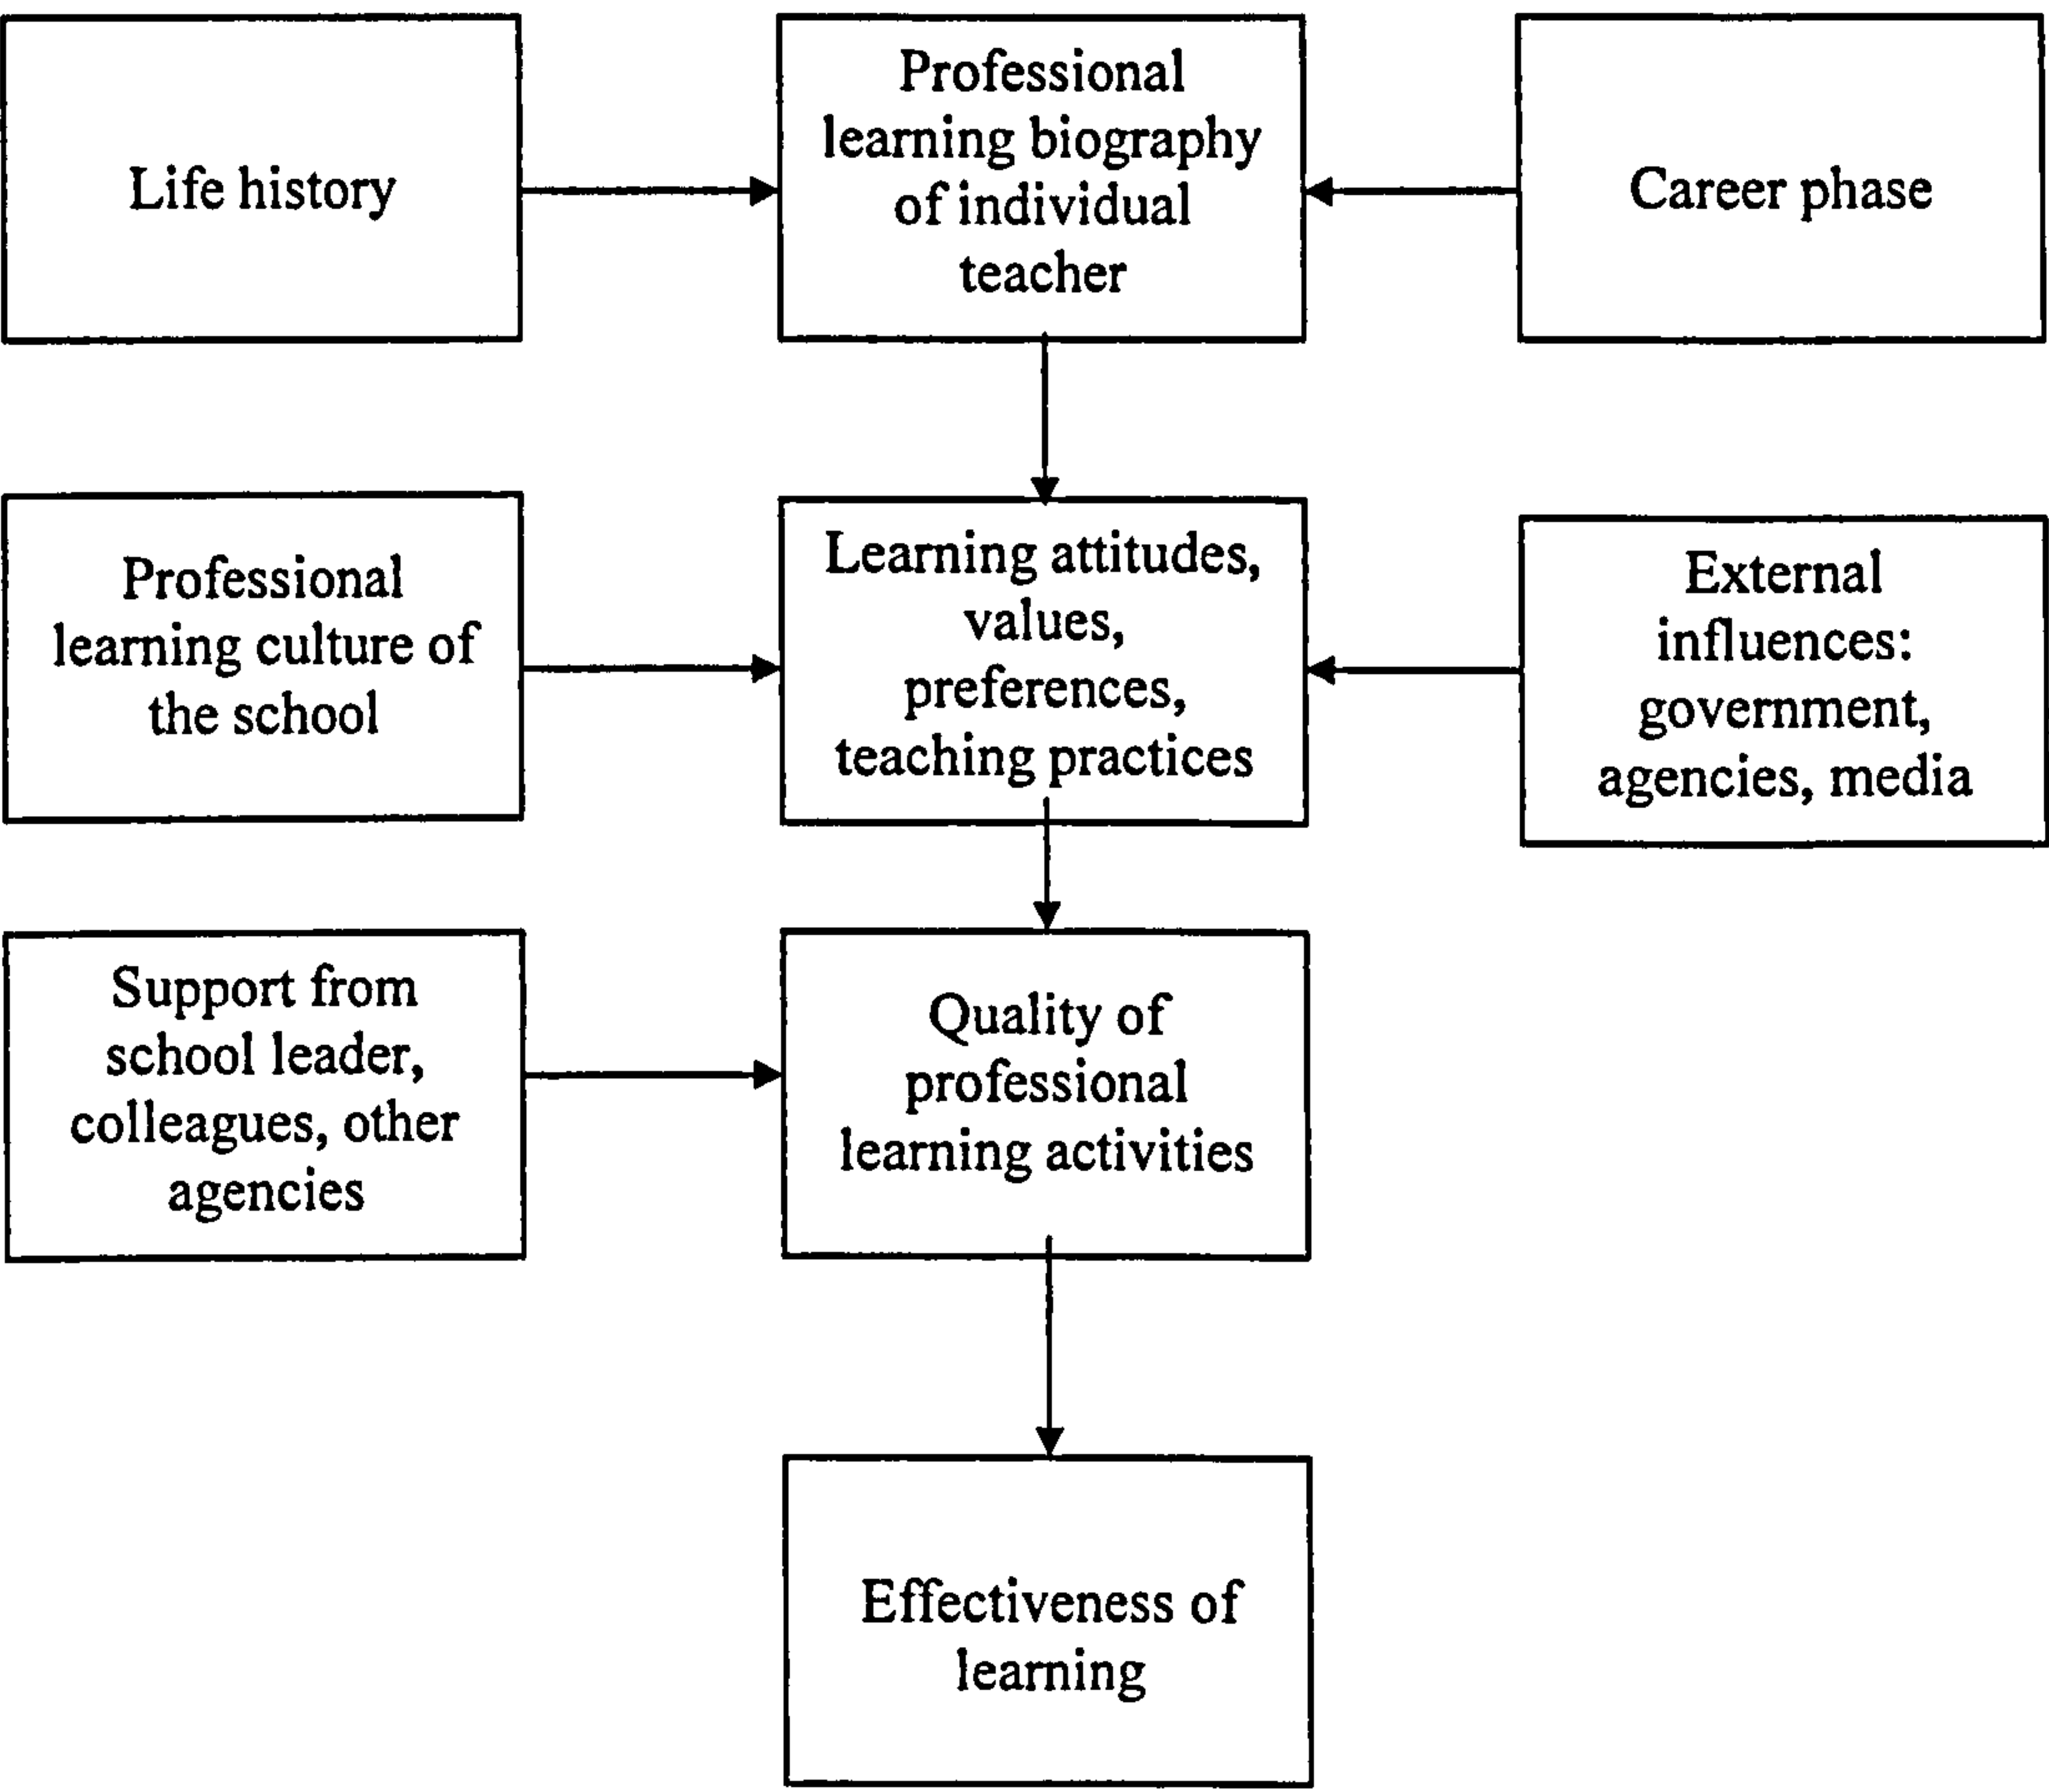 Life history
Professional
learning biography
of individual
teacher
Career phase
Professional
learning culture of
the school
Learning attitudes,
values,
preferences,
teaching practices
External
influences:
government,
agencies, media
Support from
school leader,
colleagues, other
agencies
Quality of
professional
learning activities
Effectiveness of
learning